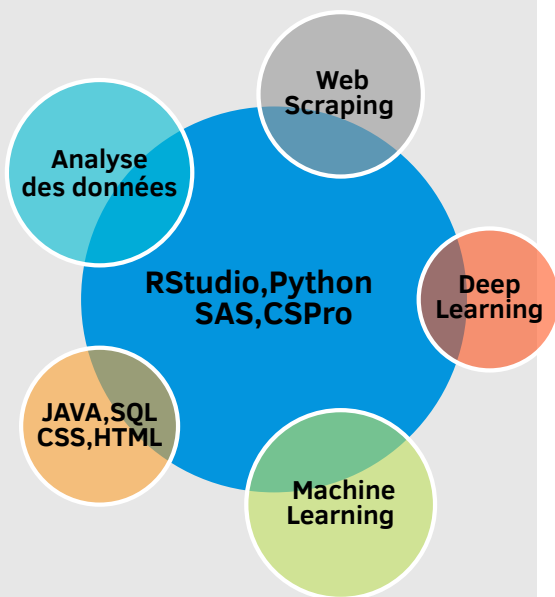 Web
Scraping
Analyse
des données
RStudio,Python
SAS,CSPro
Deep
Learning
JAVA,SQL
CSS,HTML
Machine
Learning